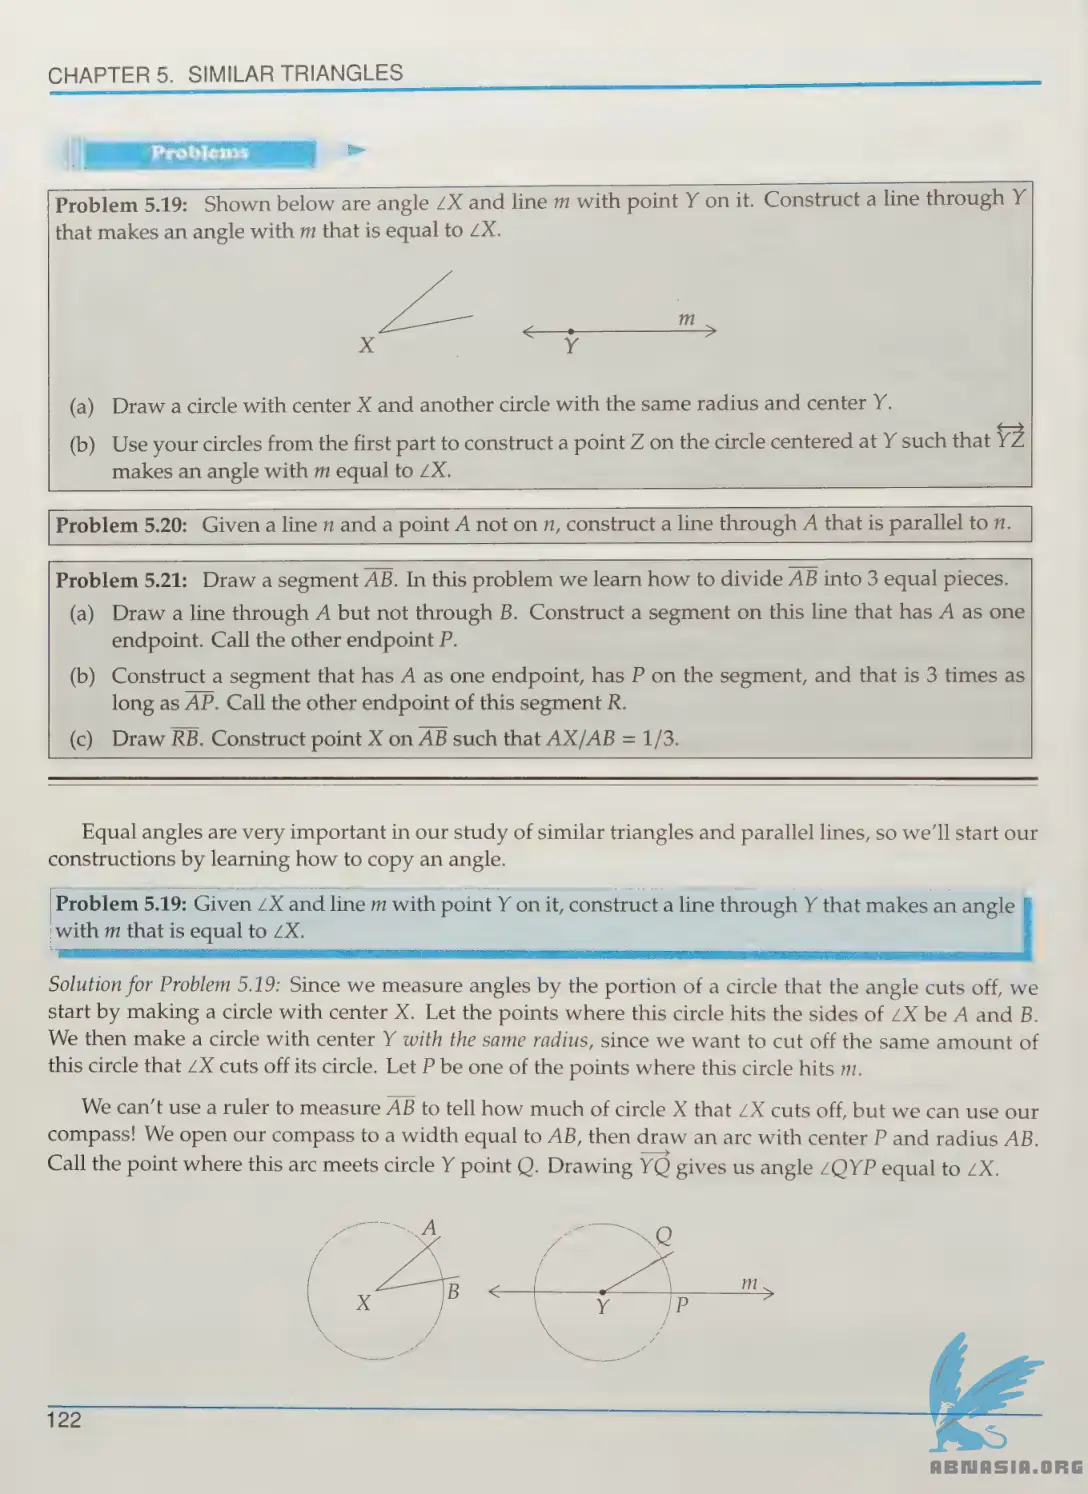 CHAPTER 5. SIMILAR TRIANGLES
Problems
Problem 5.19: Shown below are angle ∠X and line m with point Y on it. Construct a line through Y
that makes an angle with m that is equal to ∠X.
m
X
Y
(a) Draw a circle with center X and another circle with the same radius and center Y.
(b) Use your circles from the first part to construct a point Z on the circle centered at Y such that YZ
makes an angle with m equal to ∠X.
Problem 5.20: Given a line n and a point A not on n, construct a line through A that is parallel to n.
Problem 5.21: Draw a segment AB. In this problem we learn how to divide AB into 3 equal pieces.
(a) Draw a line through A but not through B. Construct a segment on this line that has A as one
endpoint. Call the other endpoint P.
(b) Construct a segment that has A as one endpoint, has P on the segment, and that is 3 times as
long as AP. Call the other endpoint of this segment R.
(c) Draw RB. Construct point X on AB such that AX/AB = 1/3.
Equal angles are very important in our study of similar triangles and parallel lines, so we'll start our
constructions by learning how to copy an angle.
Problem 5.19: Given ∠X and line m with point Y on it, construct a line through Y that makes an angle
with m that is equal to ∠X.
Solution for Problem 5.19: Since we measure angles by the portion of a circle that the angle cuts off, we
start by making a circle with center X. Let the points where this circle hits the sides of ∠X be A and B.
We then make a circle with center Y with the same radius, since we want to cut off the same amount of
this circle that ∠X cuts off its circle. Let P be one of the points where this circle hits m.
We can't use a ruler to measure AB to tell how much of circle X that ∠X cuts off, but we can use our
compass! We open our compass to a width equal to AB, then draw an arc with center P and radius AB.
Call the point where this arc meets circle Y point Q. Drawing YQ gives us angle ∠QYP equal to ∠X.
A
Q
B
m
X
Y
P
122
ABNASIA.ORG